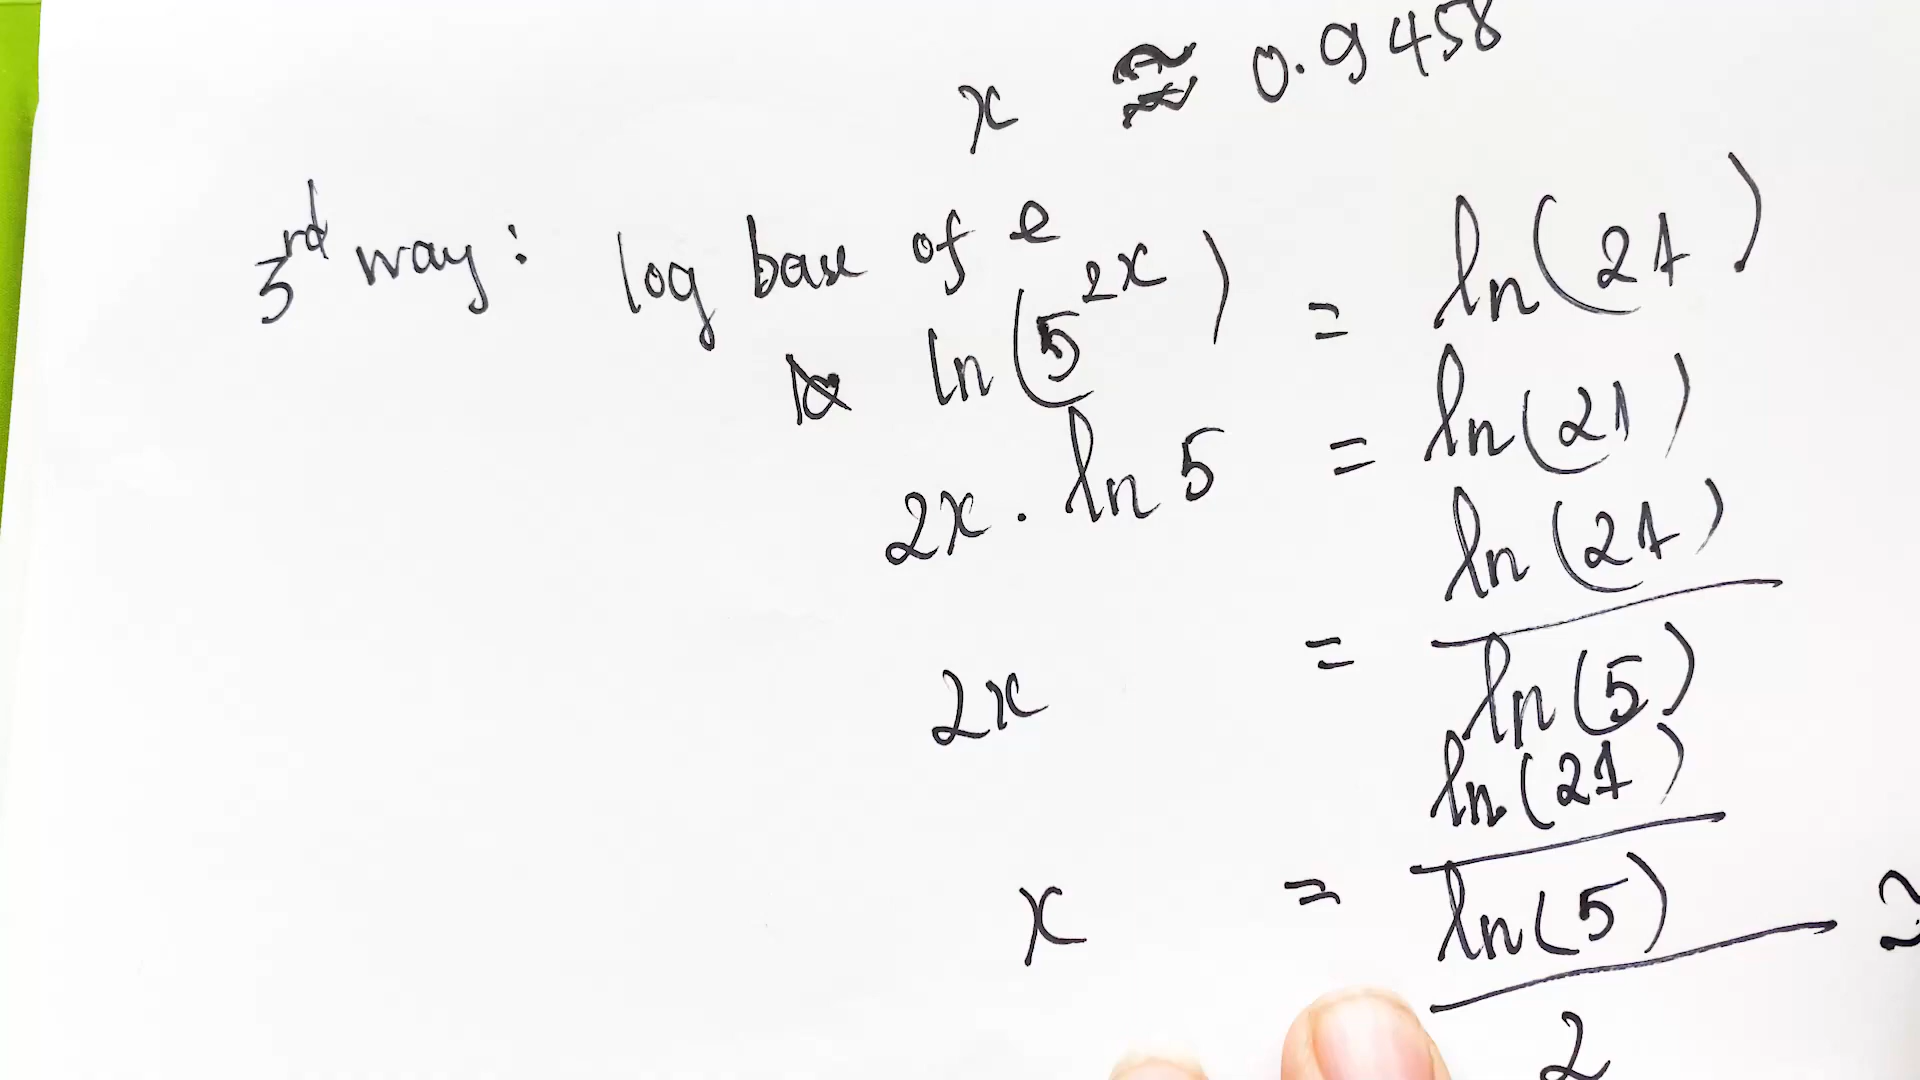 x ≈ 0.9458
3rd way: log base of e
ln(5^2x) = ln(21)
2x . ln 5 = ln(21)
2x = ln(21)
ln(5)
x = ln(21)
ln(5)
2
≈